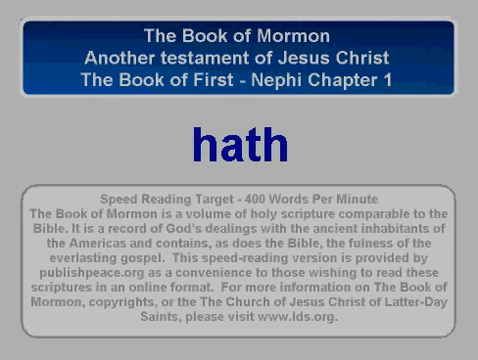 The Book of Mormon
Another testament of Jesus Christ
The Book of First - Nephi Chapter 1
hath
Speed Reading Target - 400 Words Per Minute
The Book of Mormon is a volume of holy scripture comparable to the
Bible. It is a record of God's dealings with the ancient inhabitants of
the Americas and contains, as does the Bible, the fulness of the
everlasting gospel.  This speed-reading version is provided by
publishpeace.org as a convenience to those wishing to read these
scriptures in an online format.  For more information on The Book of
Mormon, copyrights, or the The Church of Jesus Christ of Latter-Day
Saints, please visit www.lds.org.